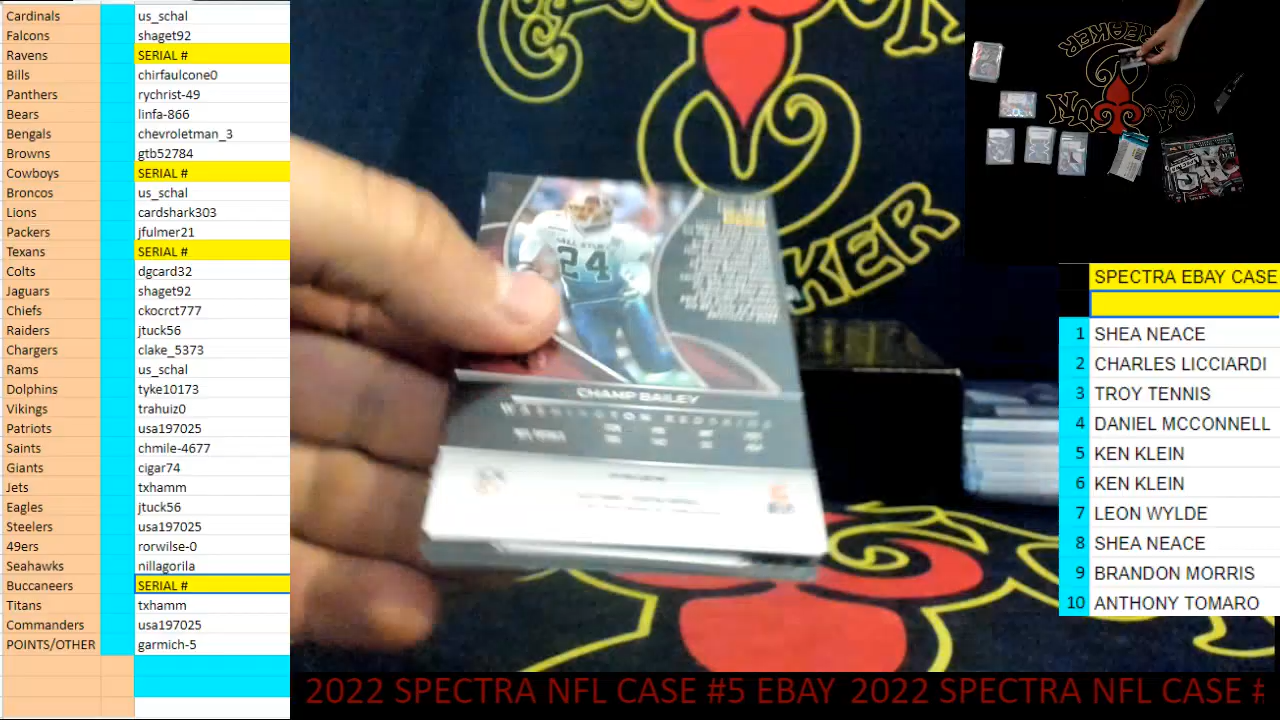 Cardinals us_schal
Falcons shaget92
Ravens SERIAL #
Bills chirfaulcone0
Panthers rychrist-49
Bears linfa-866
Bengals chevroletman_3
Browns gtb52784
Cowboys SERIAL #
Broncos us_schal
Lions cardshark303
Packers jfulmer21
Texans SERIAL #
Colts dgcard32
Jaguars shaget92
Chiefs ckocrct777
Raiders jtuck56
Chargers clake_5373
Rams us_schal
Dolphins tyke10173
Vikings trahuiz0
Patriots usa197025
Saints chmile-4677
Giants cigar74
Jets txhamm
Eagles jtuck56
Steelers usa197025
49ers rorwilse-0
Seahawks nillagorila
Buccaneers SERIAL #
Titans txhamm
Commanders usa197025
POINTS/OTHER garmich-5
24
CHAMP BAILEY
WASHINGTON REDSKINS
KER
BREAKER
SPECTRA EBAY CASE
1 SHEA NEACE
2 CHARLES LICCIARDI
3 TROY TENNIS
4 DANIEL MCCONNELL
5 KEN KLEIN
6 KEN KLEIN
7 LEON WYLDE
8 SHEA NEACE
9 BRANDON MORRIS
10 ANTHONY TOMARO
2022 SPECTRA NFL CASE #5 EBAY 2022 SPECTRA NFL CASE #